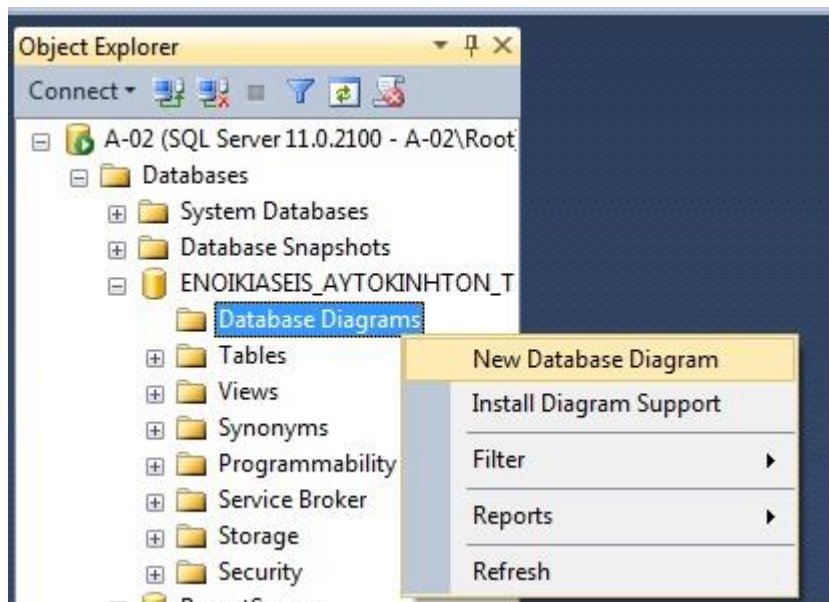 Object Explorer
Connect
A-02 (SQL Server 11.0.2100 - A-02\Root
Databases
System Databases
Database Snapshots
ENOIKIASEIS_AYTOKINHTON_T
Database Diagrams
Tables
Views
Synonyms
Programmability
Service Broker
Storage
Security
New Database Diagram
Install Diagram Support
Filter
Reports
Refresh